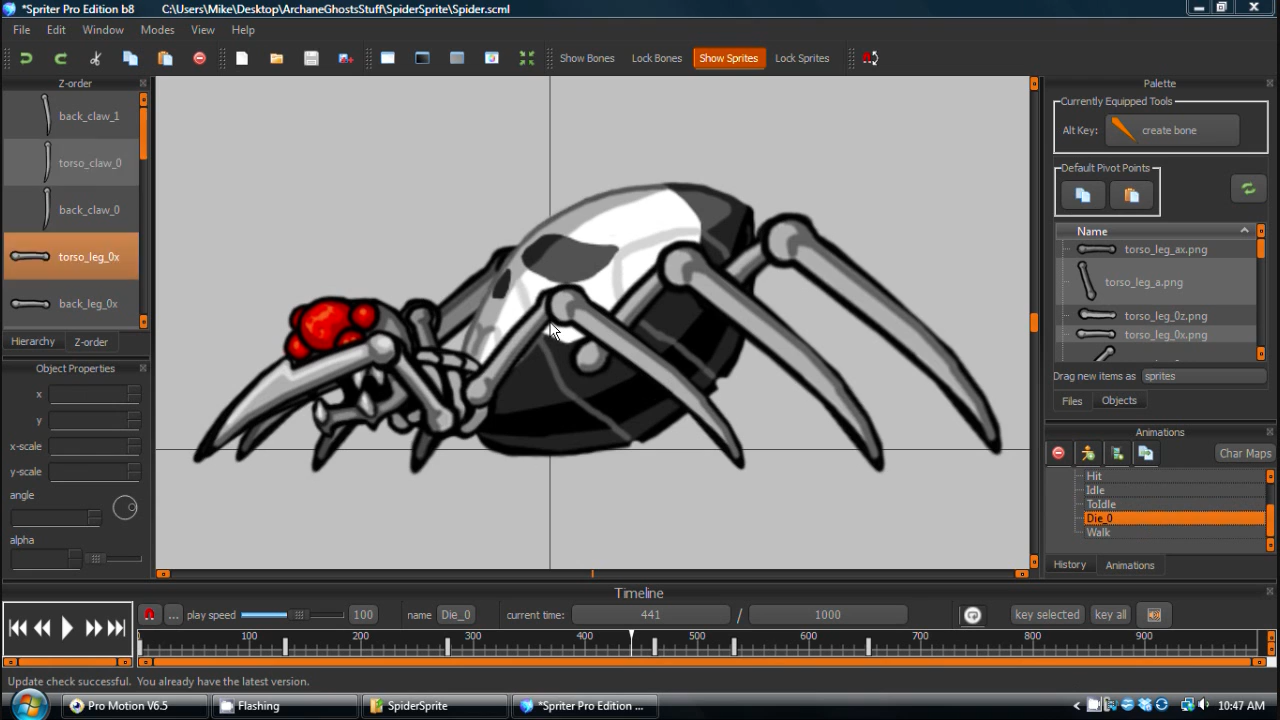 *Spriter Pro Edition b8 C:\Users\Mike\Desktop\ArchaneGhostsStuff\SpiderSprite\Spider.scml
File Edit Window Modes View Help
Show Bones Lock Bones Show Sprites Lock Sprites
Z-order
back_claw_1
torso_claw_0
back_claw_0
torso_leg_0x
back_leg_0x
Hierarchy Z-order
Object Properties
x
y
x-scale
y-scale
angle
alpha
Palette
Currently Equipped Tools
Alt Key: create bone
Default Pivot Points
Name
torso_leg_ax.png
torso_leg_a.png
torso_leg_0z.png
torso_leg_0x.png
Drag new items as sprites
Files Objects
Animations
Char Maps
Hit
Idle
ToIdle
Die_0
Walk
History Animations
Timeline
... play speed 100 name Die_0 current time: 441 / 1000 key selected key all
100 200 300 400 500 600 700 800 900
Update check successful. You already have the latest version.
Pro Motion V6.5 Flashing SpiderSprite *Spriter Pro Edition ... 10:47 AM